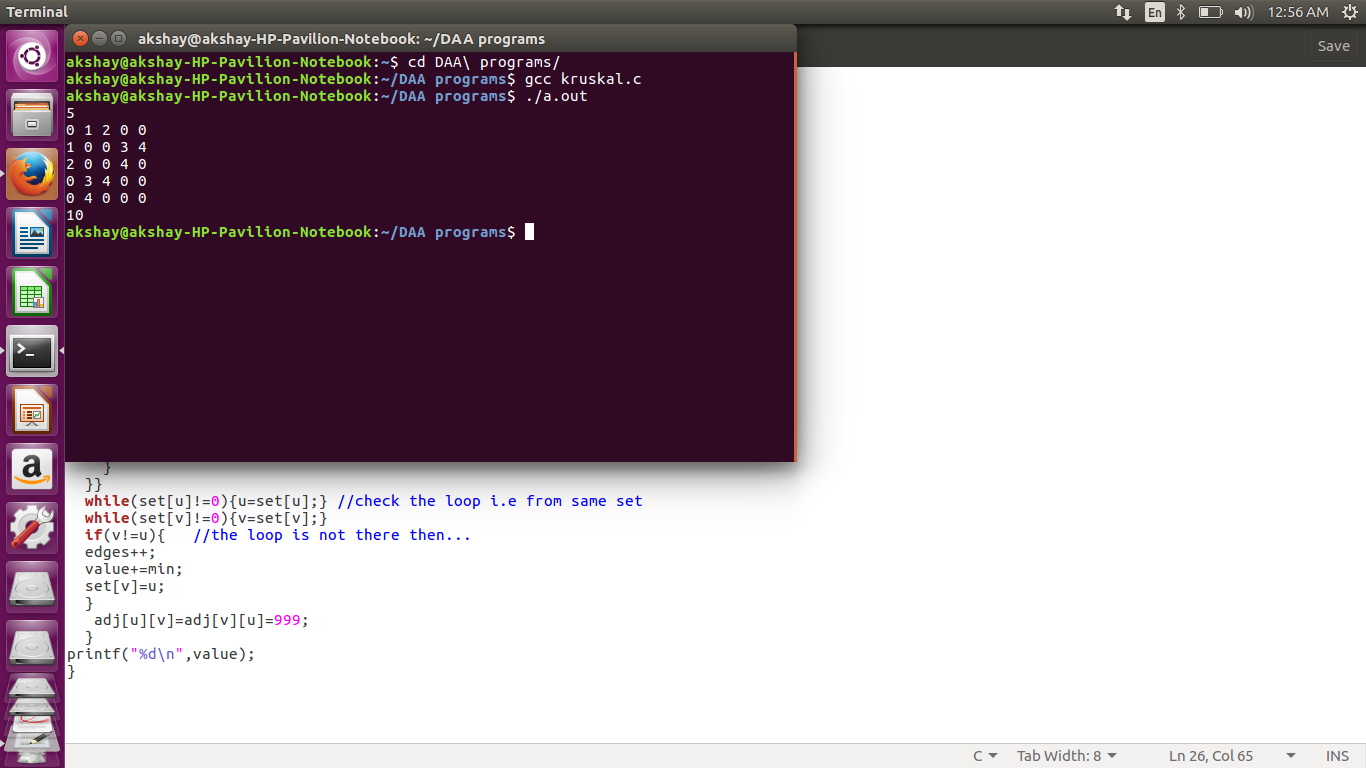 Terminal
En
12:56 AM
akshay@akshay-HP-Pavilion-Notebook: ~/DAA programs
Save
akshay@akshay-HP-Pavilion-Notebook:~$ cd DAA\ programs/
akshay@akshay-HP-Pavilion-Notebook:~/DAA programs$ gcc kruskal.c
akshay@akshay-HP-Pavilion-Notebook:~/DAA programs$ ./a.out
5
0 1 2 0 0
1 0 0 3 4
2 0 0 4 0
0 3 4 0 0
0 4 0 0 0
10
akshay@akshay-HP-Pavilion-Notebook:~/DAA programs$
}
}}
while(set[u]!=0){u=set[u];} //check the loop i.e from same set
while(set[v]!=0){v=set[v];}
if(v!=u){   //the loop is not there then...
edges++;
value+=min;
set[v]=u;
}
adj[u][v]=adj[v][u]=999;
}
printf("%d\n",value);
}
C
Tab Width: 8
Ln 26, Col 65
INS